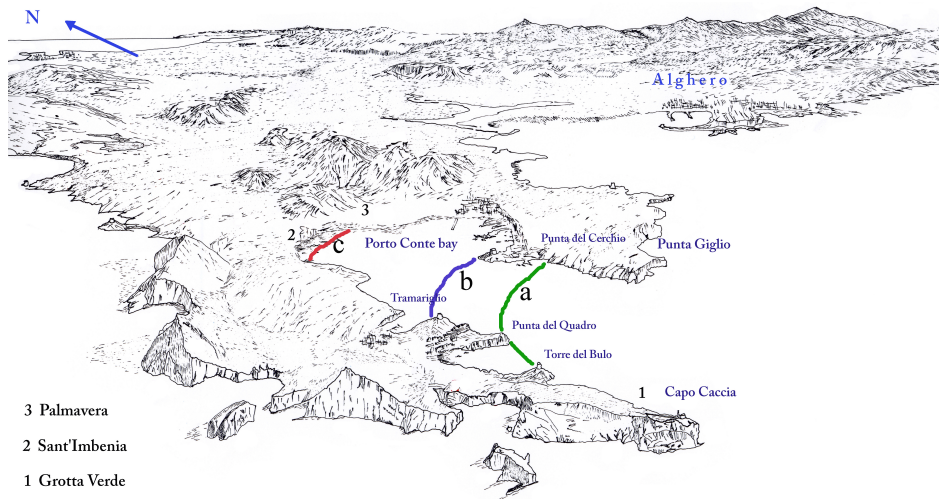 N
Alghero
3
2
c
Porto Conte bay
Punta del Cerchio
Punta Giglio
b
a
Tramariglio
Punta del Quadro
Torre del Bulo
1
Capo Caccia
3 Palmavera
2 Sant'Imbenia
1 Grotta Verde